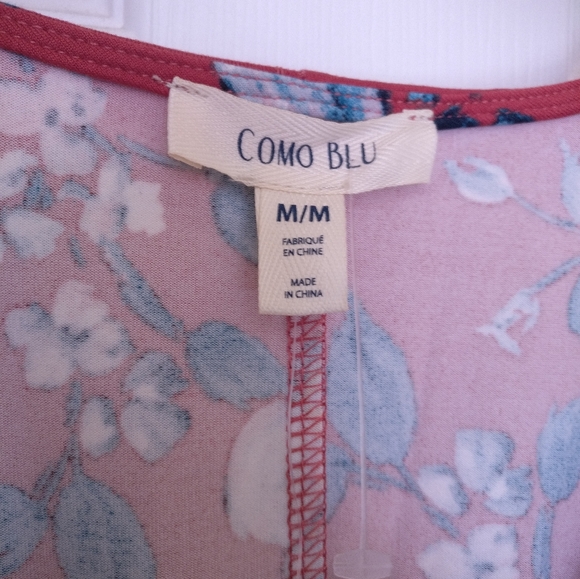 COMO BLU
M/M
FABRIQUÉ
EN CHINE
MADE
IN CHINA